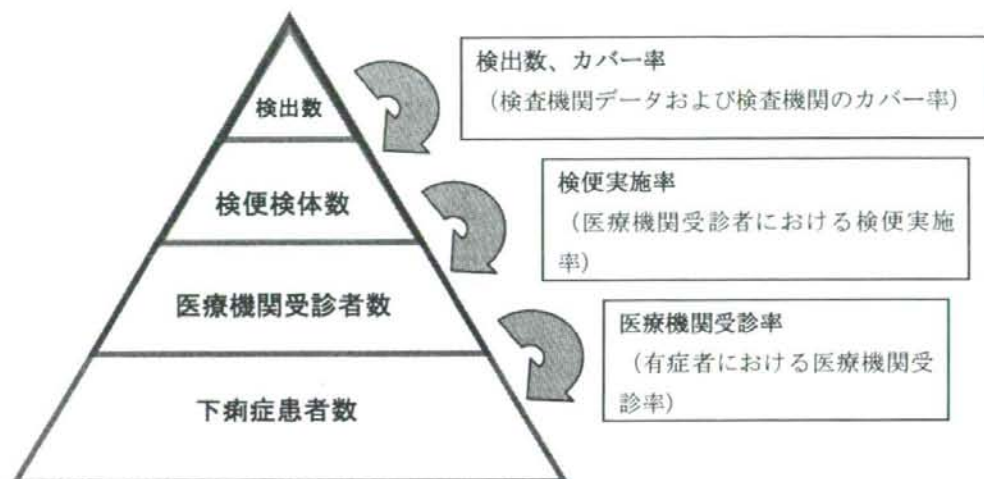 検出数
検便検体数
医療機関受診者数
下痢症患者数
検出数、カバー率
（検査機関データおよび検査機関のカバー率）
検便実施率
（医療機関受診者における検便実施
率）
医療機関受診率
（有症者における医療機関受
診率）